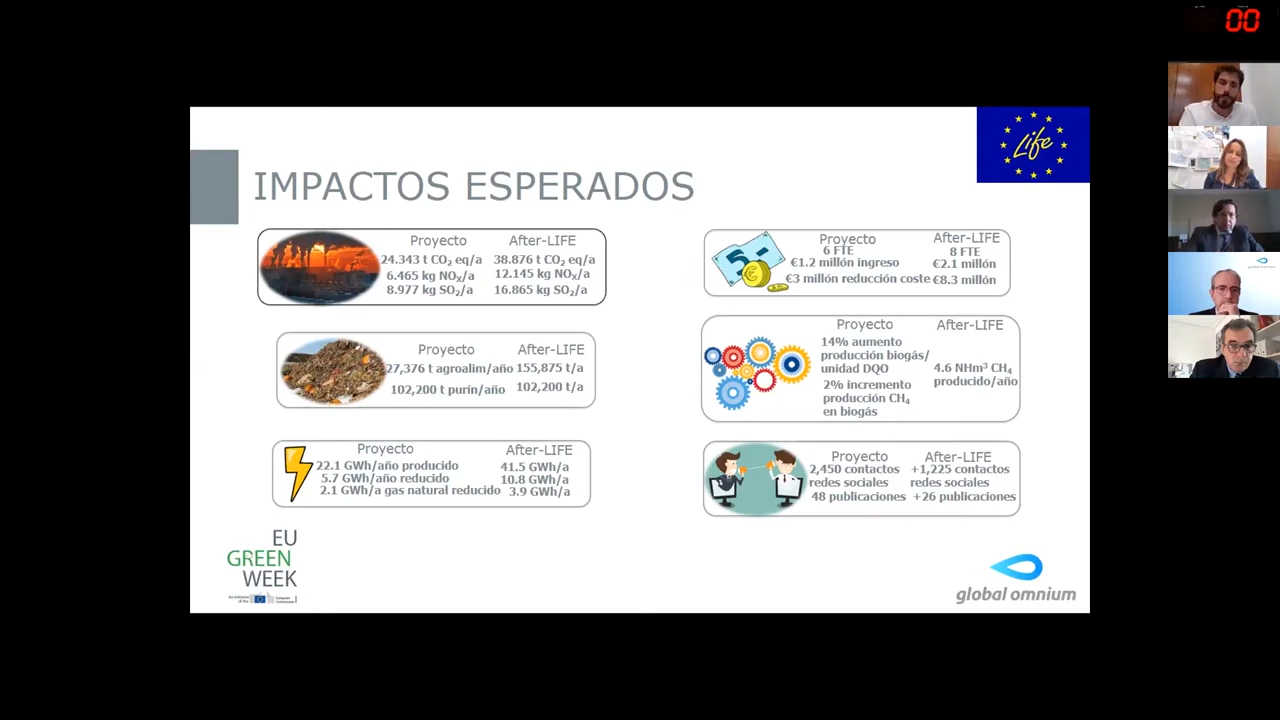 00
Life
IMPACTOS ESPERADOS
Proyecto After-LIFE
24.343 t CO₂ eq/a 38.876 t CO₂ eq/a
6.465 kg NOₓ/a 12.145 kg NOₓ/a
8.977 kg SO₂/a 16.865 kg SO₂/a
Proyecto After-LIFE
27,376 t agroalim/año 155,875 t/a
102,200 t purín/año 102,200 t/a
Proyecto After-LIFE
22.1 GWh/año producido 41.5 GWh/a
5.7 GWh/año reducido 10.8 GWh/a
2.1 GWh/a gas natural reducido 3.9 GWh/a
Proyecto After-LIFE
6 FTE 8 FTE
€1.2 millón ingreso €2.1 millón
€3 millón reducción coste €8.3 millón
Proyecto After-LIFE
14% aumento
producción biogás/
unidad DQO
2% incremento
producción CH₄
en biogás
4.6 NHm³ CH₄
producido/año
Proyecto After-LIFE
2,450 contactos +1,225 contactos
redes sociales redes sociales
48 publicaciones +26 publicaciones
EU
GREEN
WEEK
global omnium
global omnium